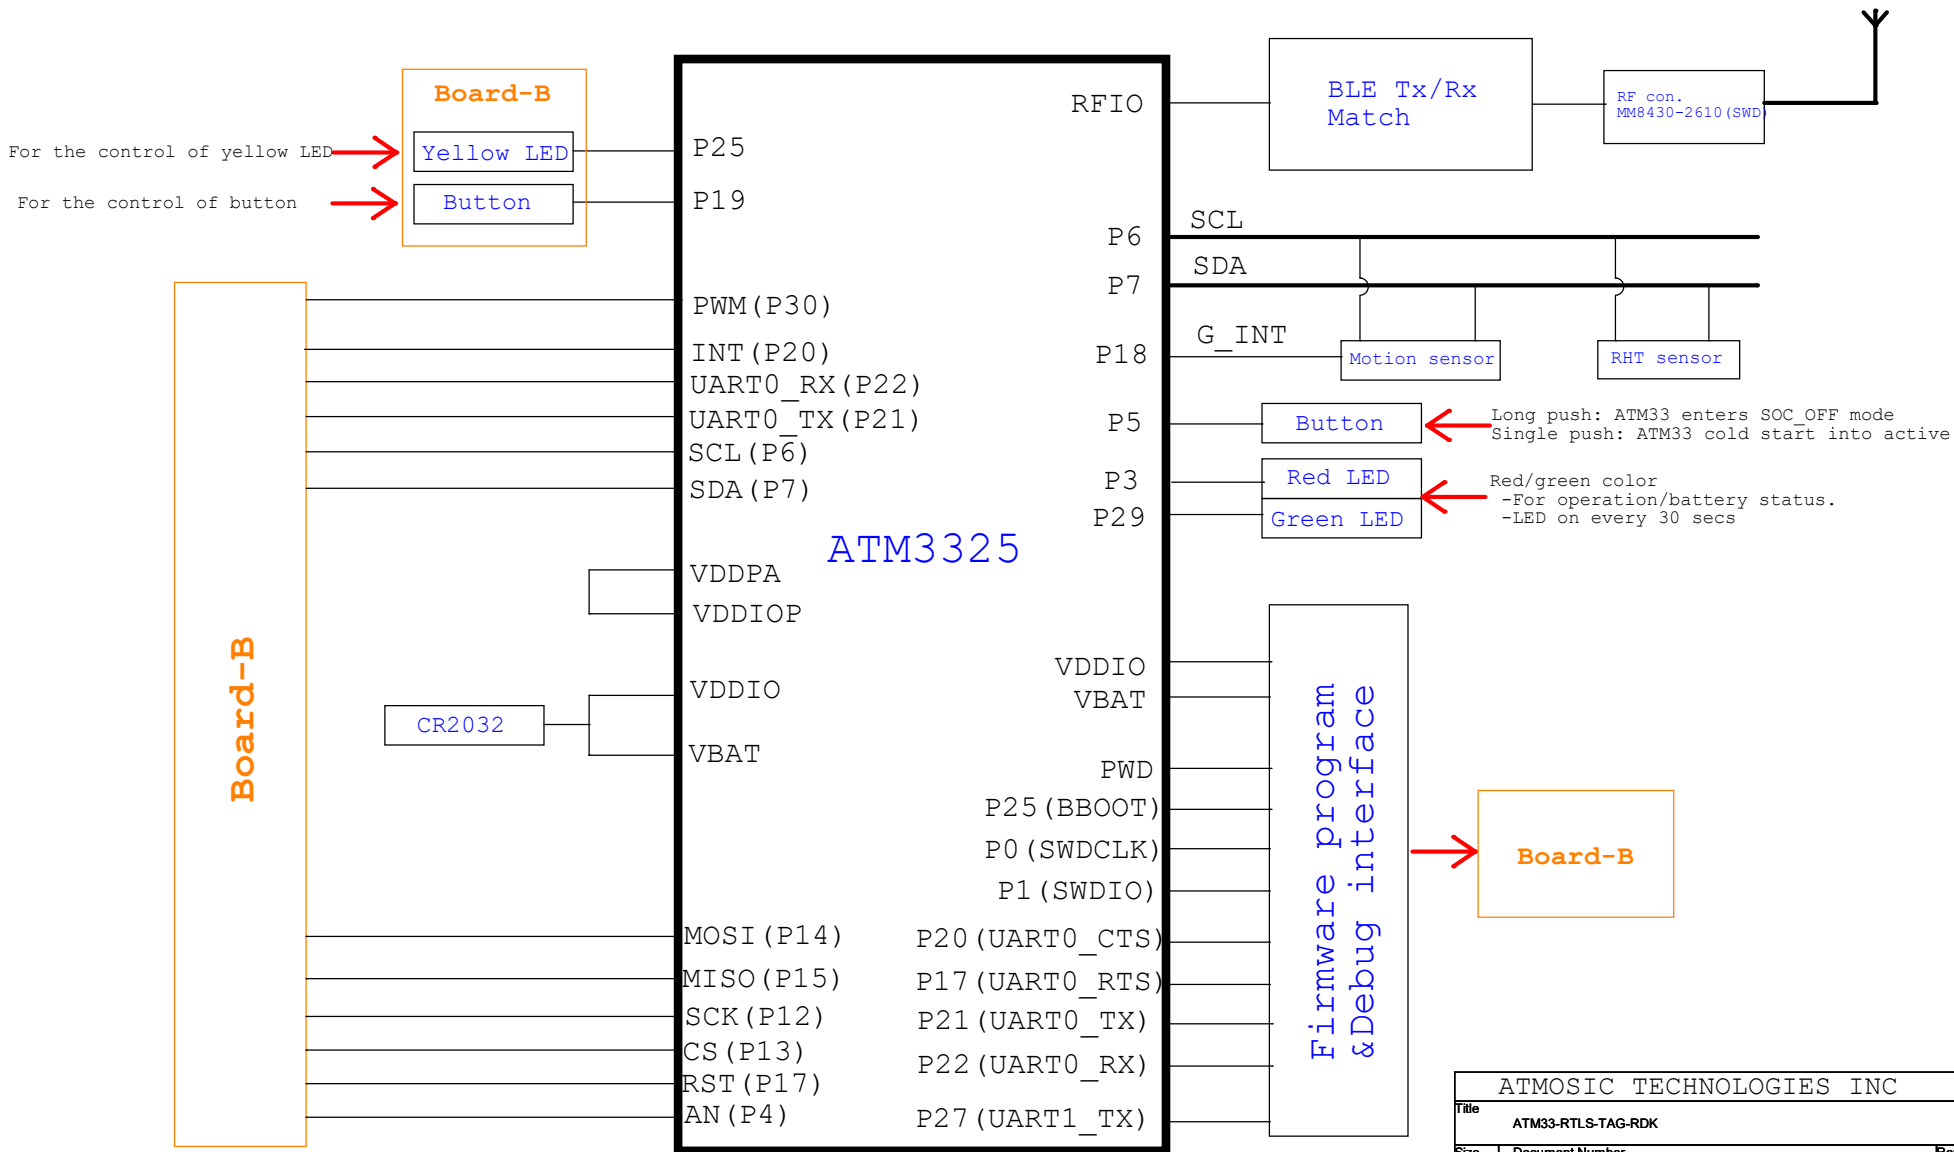 Board-B
Yellow LED
Button
For the control of yellow LED
For the control of button
P25
P19
Board-B
PWM(P30)
INT(P20)
UART0_RX(P22)
UART0_TX(P21)
SCL(P6)
SDA(P7)
VDDPA
VDDIOP
CR2032
VDDIO
VBAT
MOSI(P14)
MISO(P15)
SCK(P12)
CS(P13)
RST(P17)
AN(P4)
ATM3325
RFIO
BLE Tx/Rx
Match
RF con.
MM8430-2610(SWD)
P6
SCL
P7
SDA
P18
G_INT
Motion sensor
RHT sensor
P5
Button
Long push: ATM33 enters SOC_OFF mode
Single push: ATM33 cold start into active
P3
Red LED
P29
Green LED
Red/green color
-For operation/battery status.
-LED on every 30 secs
VDDIO
VBAT
PWD
P25(BBOOT)
P0(SWDCLK)
P1(SWDIO)
P20(UART0_CTS)
P17(UART0_RTS)
P21(UART0_TX)
P22(UART0_RX)
P27(UART1_TX)
Firmware program
&Debug interface
Board-B
ATMOSIC TECHNOLOGIES INC
Title
ATM33-RTLS-TAG-RDK
Size
Document Number